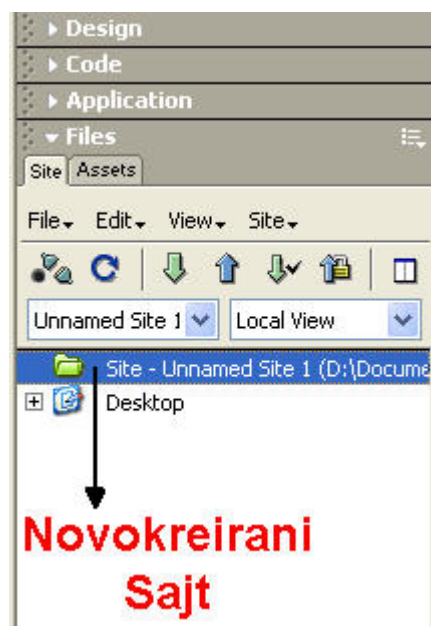 Design
Code
Application
Files
Site Assets
File Edit View Site
Unnamed Site 1 Local View
Site - Unnamed Site 1 (D:\Docume
Desktop
Novokreirani
Sajt